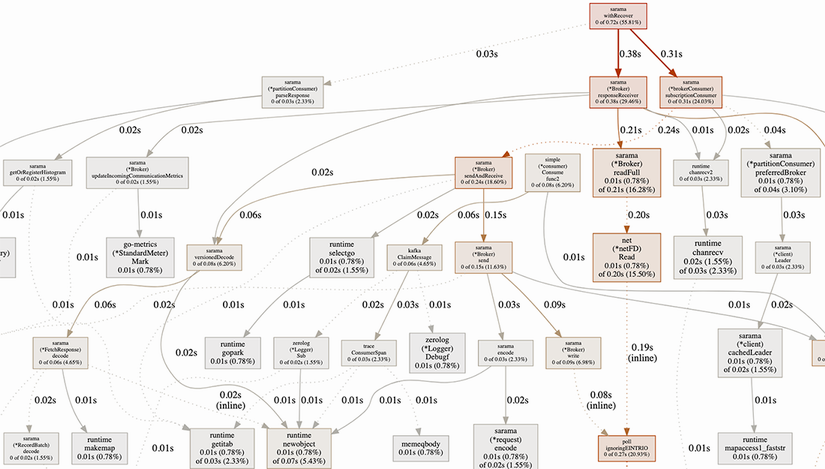 sarama
withRecover
0 of 0.72s (55.81%)
0.03s
0.38s
0.31s
sarama
(*partitionConsumer)
parseResponse
0 of 0.03s (2.33%)
sarama
(*Broker)
responseReceiver
0 of 0.38s (29.46%)
sarama
(*brokerConsumer)
subscriptionConsumer
0 of 0.31s (24.03%)
0.02s
0.02s
0.21s
0.24s
0.01s
0.02s
0.04s
sarama
getOrRegisterHistogram
0 of 0.02s (1.55%)
sarama
(*Broker)
updateIncomingCommunicationMetrics
0 of 0.02s (1.55%)
sarama
(*Broker)
sendAndReceive
0 of 0.24s (18.60%)
simple
(*consumer)
Consume
func2
0 of 0.08s (6.20%)
sarama
(*Broker)
readFull
0.01s (0.78%)
of 0.21s (16.28%)
runtime
chanrecv2
0 of 0.03s (2.33%)
sarama
(*partitionConsumer)
preferredBroker
0.01s (0.78%)
of 0.04s (3.10%)
0.02s
0.01s
0.01s
0.06s
0.02s
0.06s
0.15s
0.20s
0.03s
0.03s
ry)
go-metrics
(*StandardMeter)
Mark
0.01s (0.78%)
0.01s
sarama
versionedDecode
0 of 0.08s (6.20%)
runtime
selectgo
0.01s (0.78%)
of 0.02s (1.55%)
kafka
ClaimMessage
0 of 0.06s (4.65%)
sarama
(*Broker)
send
0 of 0.15s (11.63%)
0.01s
net
(*netFD)
Read
0.01s (0.78%)
of 0.20s (15.50%)
runtime
chanrecv
0.02s (1.55%)
of 0.03s (2.33%)
sarama
(*client)
Leader
0 of 0.03s (2.33%)
0.01s
0.06s
0.02s
0.01s
0.01s
0.02s
0.03s
0.01s
0.03s
0.09s
0.01s
0.02s
sarama
(*FetchResponse)
decode
0 of 0.06s (4.65%)
0.02s
runtime
gopark
0.01s (0.78%)
zerolog
(*Logger)
Sub
0 of 0.02s (1.55%)
trace
ConsumerSpan
0 of 0.03s (2.33%)
zerolog
(*Logger)
Debugf
0.01s (0.78%)
sarama
encode
0 of 0.03s (2.33%)
sarama
(*Broker)
write
0 of 0.09s (6.98%)
0.19s
(inline)
sarama
(*client)
cachedLeader
0.01s (0.78%)
of 0.02s (1.55%)
0.02s
0.01s
0.02s
(inline)
0.01s
0.01s
0.01s
0.01s
0.02s
0.08s
(inline)
0.01s
sarama
(*RecordBatch)
decode
0 of 0.02s (1.55%)
runtime
makemap
0.01s (0.78%)
0.01s
runtime
getitab
0.01s (0.78%)
of 0.03s (2.33%)
runtime
newobject
0.01s (0.78%)
of 0.07s (5.43%)
memeqbody
0.01s (0.78%)
sarama
(*request)
encode
0.01s (0.78%)
of 0.02s (1.55%)
poll
ignoringEINTRIO
0 of 0.27s (20.93%)
0.01s
runtime
mapaccess1_faststr
0.01s (0.78%)